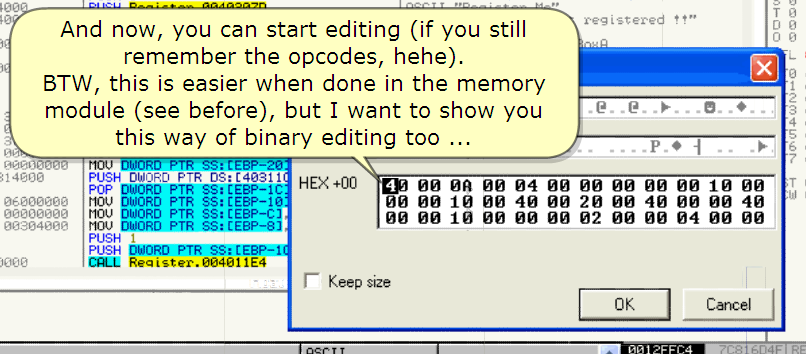 4000
PUSH Register.0040307D
ASCII "Register Me"
registered !!"
And now, you can start editing (if you still
remember the opcodes, hehe).
BTW, this is easier when done in the memory
module (see before), but I want to show you
this way of binary editing too ...
00000000 MOV DWORD PTR SS:[EBP-20]
314000 PUSH DWORD PTR DS:[403110
POP DWORD PTR SS:[EBP-1C]
06000000 MOV DWORD PTR SS:[EBP-10]
00000000 MOV DWORD PTR SS:[EBP-C],
00304000 MOV DWORD PTR SS:[EBP-8],
PUSH 1
PUSH DWORD PTR SS:[EBP-10
0000 CALL Register.004011E4
HEX +00
40 00 0A 00 04 00 00 00 00 00 10 00
00 00 10 00 40 00 20 00 40 00 00 40
00 00 10 00 00 00 02 00 00 04 00 00
Keep size
OK
Cancel
ASCII
0012FFC4 7C816D4F RE